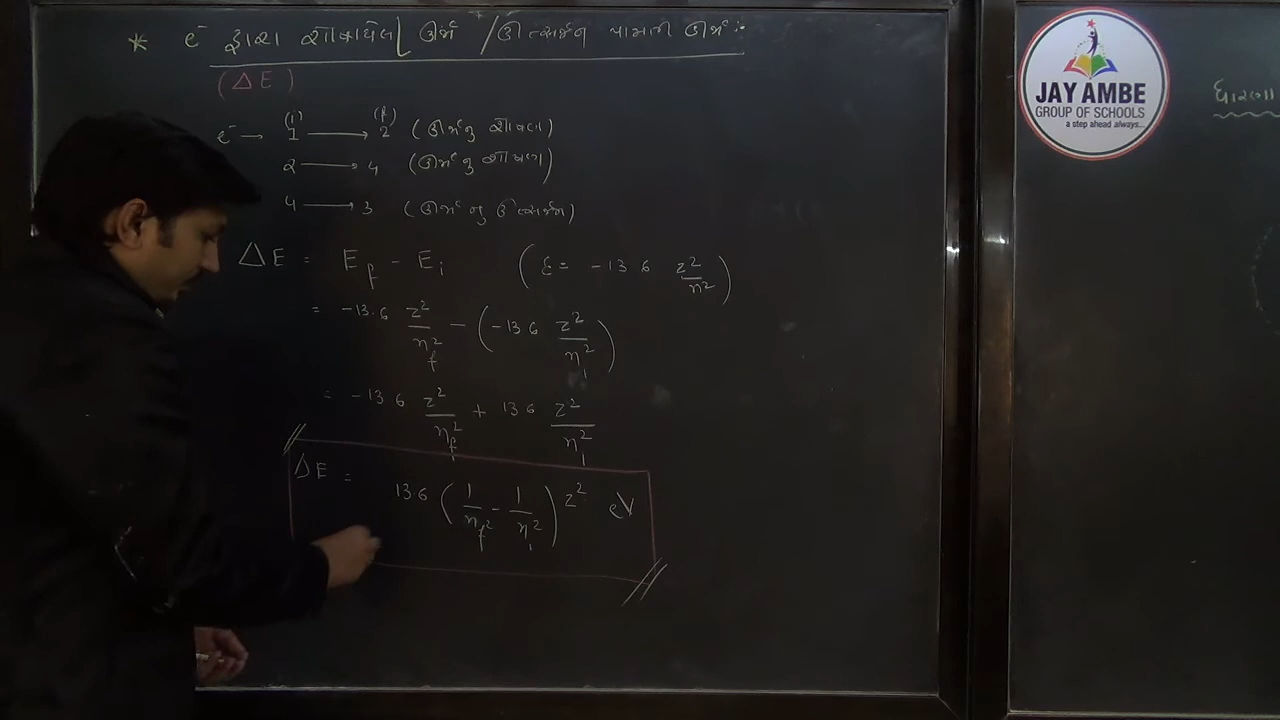 * e⁻ દ્વારા શોષાયેલ ઊર્જા / ઊત્સર્જન પામતી ઊર્જા :-
(ΔE)
e⁻ → (i) 1 → (f) 2 (ઊર્જાનું શોષણ)
2 → 4 (ઊર્જાનું શોષણ)
4 → 3 (ઊર્જાનું ઊત્સર્જન)
ΔE = E_f - E_i (E = -13.6 z²/n²)
= -13.6 z²/n_f² - (-13.6 z²/n_i²)
= -13.6 z²/n_f² + 13.6 z²/n_i²
ΔE = 13.6 (1/n_f² - 1/n_i²) z² eV
JAY AMBE
GROUP OF SCHOOLS
a step ahead always...